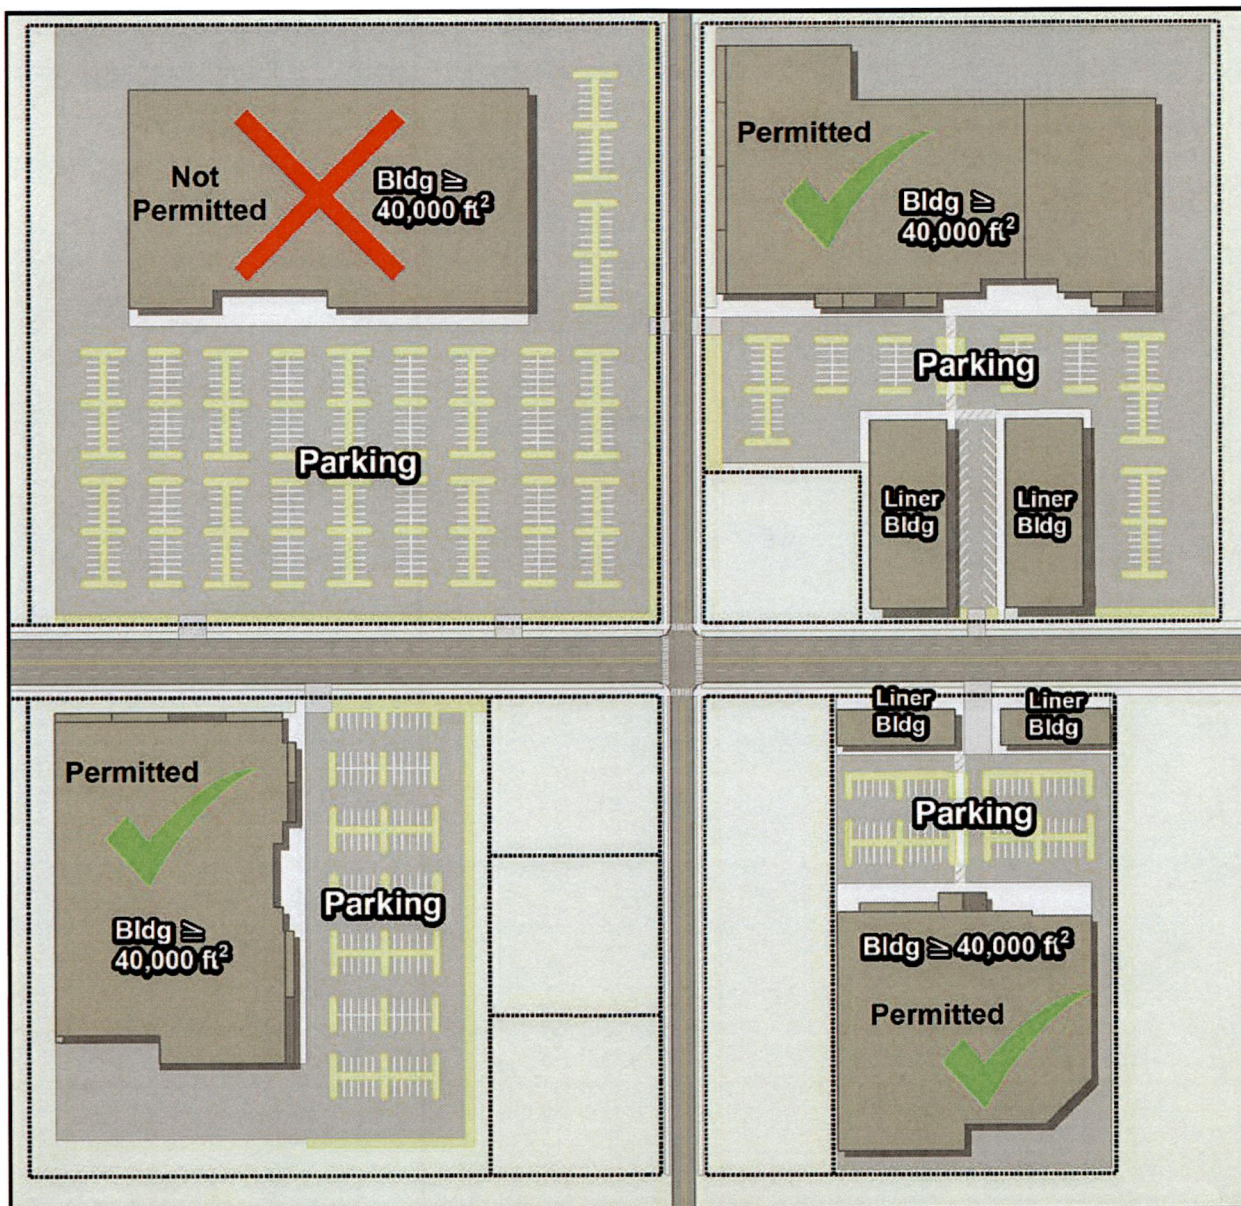 Not
Permitted
Bldg ≧
40,000 ft²
Parking
Permitted
Bldg ≧
40,000 ft²
Parking
Liner
Bldg
Liner
Bldg
Permitted
Bldg ≧
40,000 ft²
Parking
Liner
Bldg
Liner
Bldg
Parking
Bldg ≧ 40,000 ft²
Permitted